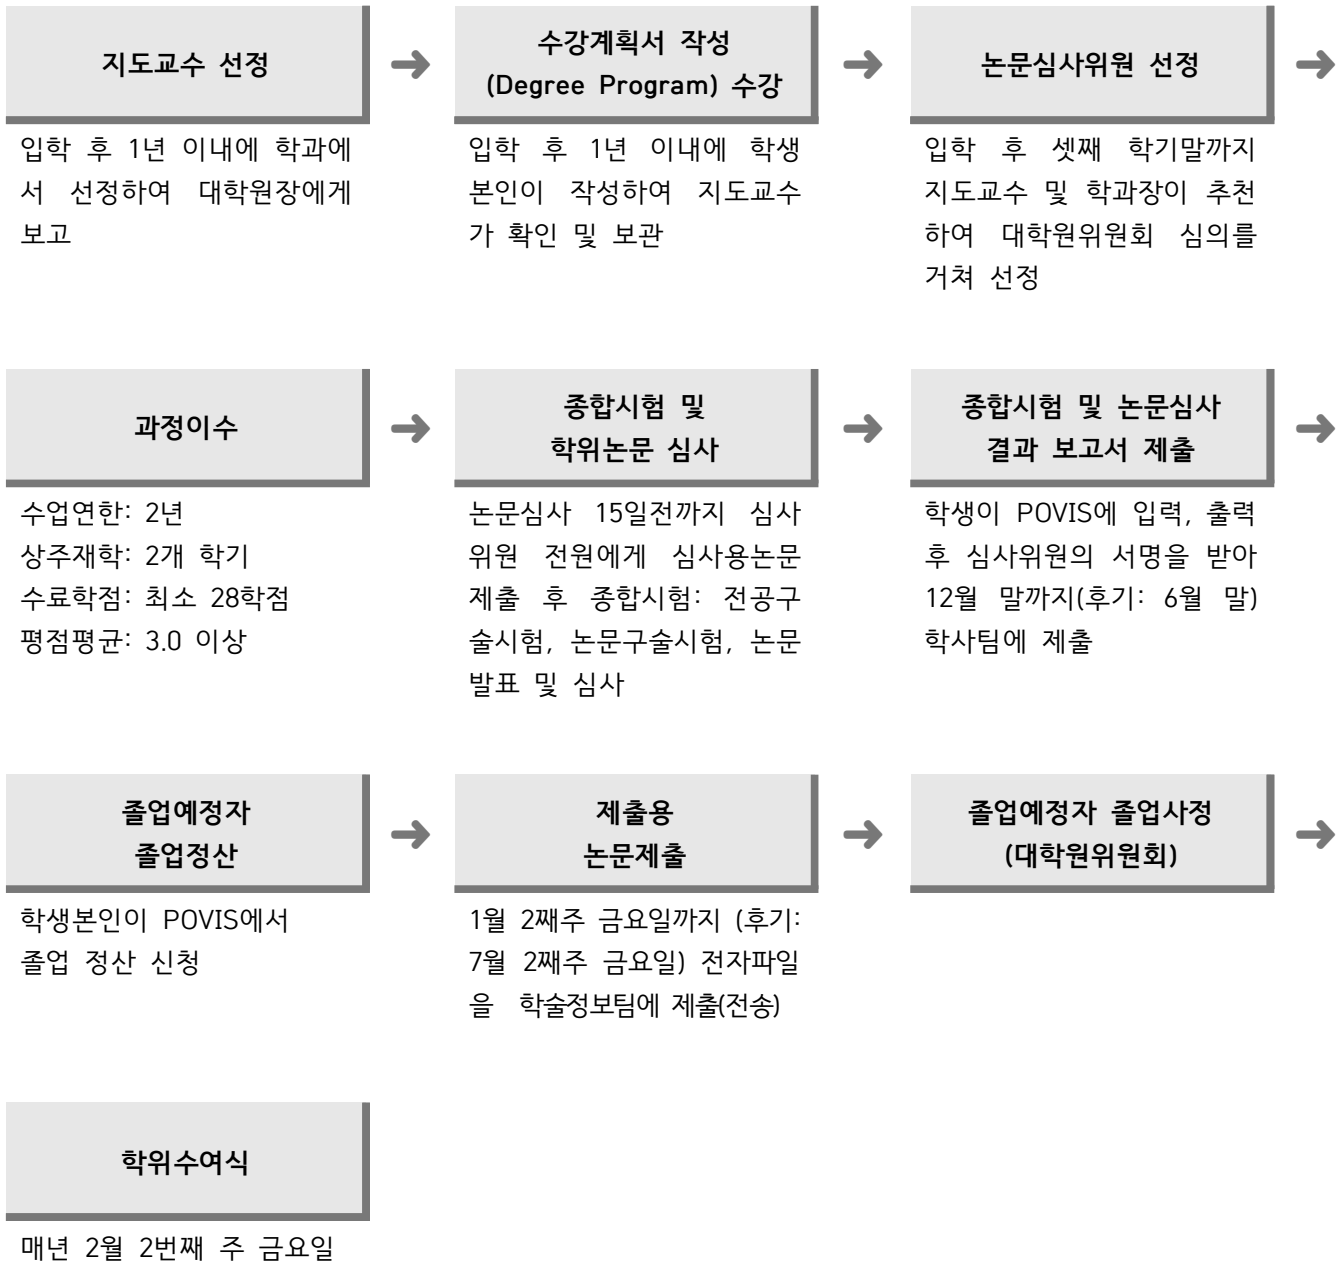 지도교수 선정
수강계획서 작성
(Degree Program) 수강
논문심사위원 선정
입학 후 1년 이내에 학과에
서 선정하여 대학원장에게
보고
입학 후 1년 이내에 학생
본인이 작성하여 지도교수
가 확인 및 보관
입학 후 셋째 학기말까지
지도교수 및 학과장이 추천
하여 대학원위원회 심의를
거쳐 선정
과정이수
종합시험 및
학위논문 심사
종합시험 및 논문심사
결과 보고서 제출
수업연한: 2년
상주재학: 2개 학기
수료학점: 최소 28학점
평점평균: 3.0 이상
논문심사 15일전까지 심사
위원 전원에게 심사용논문
제출 후 종합시험: 전공구
술시험, 논문구술시험, 논문
발표 및 심사
학생이 POVIS에 입력, 출력
후 심사위원의 서명을 받아
12월 말까지(후기: 6월 말)
학사팀에 제출
졸업예정자
졸업정산
제출용
논문제출
졸업예정자 졸업사정
(대학원위원회)
학생본인이 POVIS에서
졸업 정산 신청
1월 2째주 금요일까지 (후기:
7월 2째주 금요일) 전자파일
을 학술정보팀에 제출(전송)
학위수여식
매년 2월 2번째 주 금요일